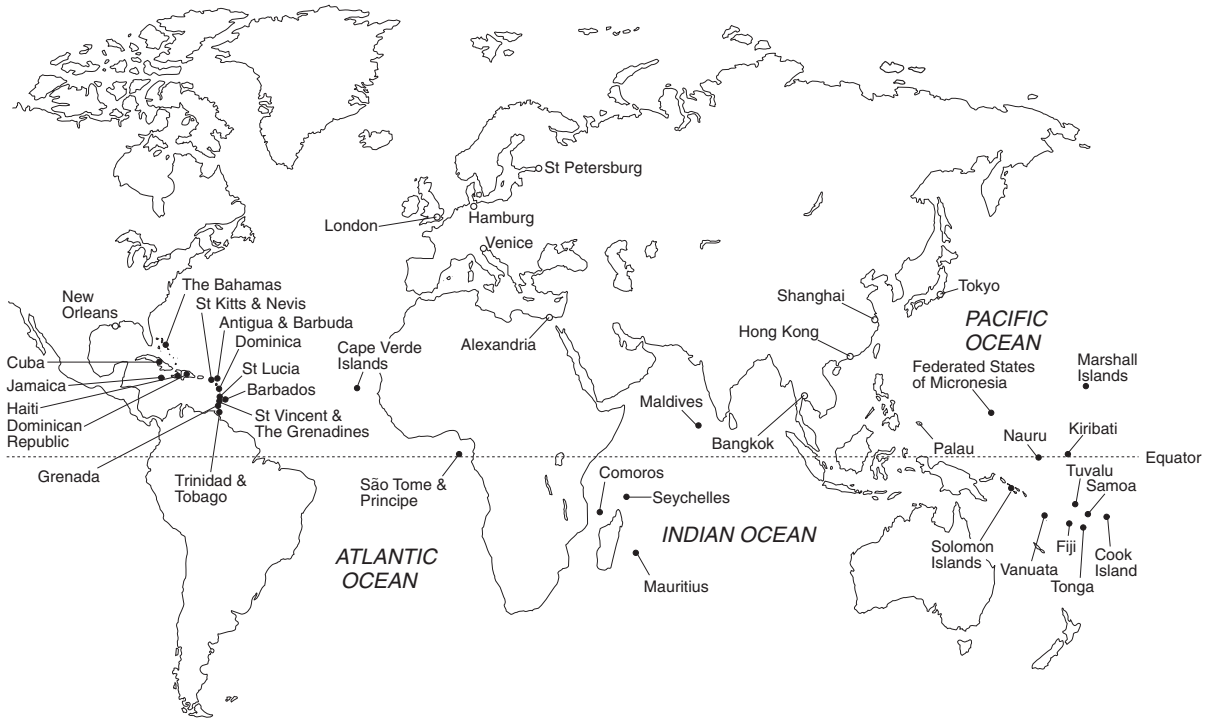 St Petersburg
London
Hamburg
Venice
The Bahamas
St Kitts & Nevis
New
Orleans
Antigua & Barbuda
Dominica
Shanghai
Tokyo
PACIFIC
OCEAN
Hong Kong
Alexandria
Cape Verde
Islands
Cuba
St Lucia
Jamaica
Barbados
Federated States
of Micronesia
Marshall
Islands
Maldives
Haiti
Dominican
Republic
St Vincent &
The Grenadines
Bangkok
Palau
Nauru
Kiribati
Equator
Grenada
Trinidad &
Tobago
São Tome &
Principe
Comoros
Seychelles
Tuvalu
Samoa
INDIAN OCEAN
ATLANTIC
OCEAN
Mauritius
Solomon
Islands
Vanuata
Fiji
Tonga
Cook
Island